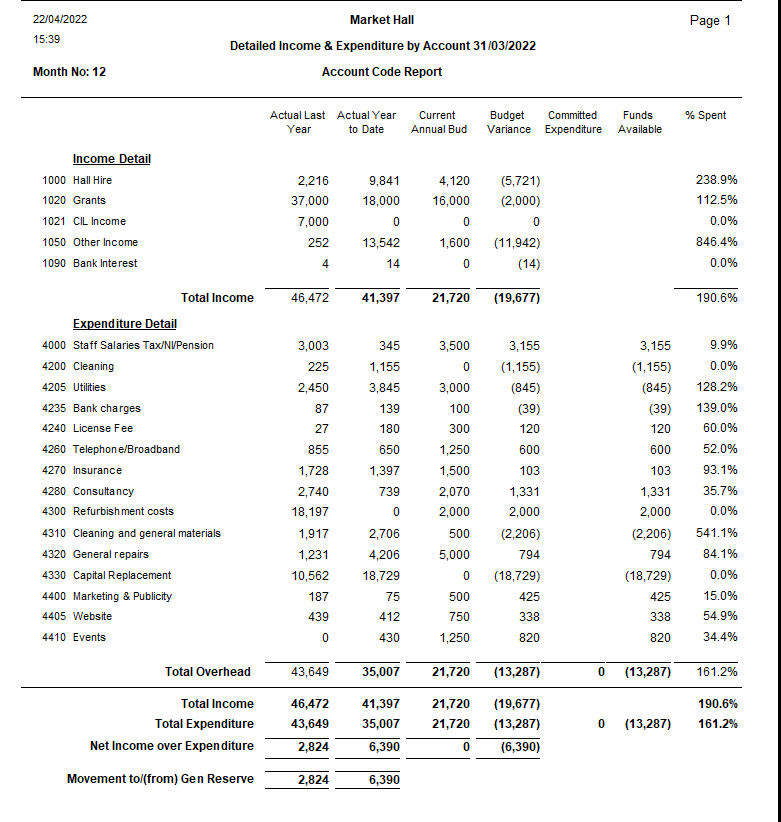 22/04/2022 Market Hall Page 1
15:39
Detailed Income & Expenditure by Account 31/03/2022
Month No: 12 Account Code Report
Actual Last Actual Year Current Budget Committed Funds % Spent
Year to Date Annual Bud Variance Expenditure Available
Income Detail
1000 Hall Hire 2,216 9,841 4,120 (5,721) 238.9%
1020 Grants 37,000 18,000 16,000 (2,000) 112.5%
1021 CIL Income 7,000 0 0 0 0.0%
1050 Other Income 252 13,542 1,600 (11,942) 846.4%
1090 Bank Interest 4 14 0 (14) 0.0%
Total Income 46,472 41,397 21,720 (19,677) 190.6%
Expenditure Detail
4000 Staff Salaries Tax/NI/Pension 3,003 345 3,500 3,155 3,155 9.9%
4200 Cleaning 225 1,155 0 (1,155) (1,155) 0.0%
4205 Utilities 2,450 3,845 3,000 (845) (845) 128.2%
4235 Bank charges 87 139 100 (39) (39) 139.0%
4240 License Fee 27 180 300 120 120 60.0%
4260 Telephone/Broadband 855 650 1,250 600 600 52.0%
4270 Insurance 1,728 1,397 1,500 103 103 93.1%
4280 Consultancy 2,740 739 2,070 1,331 1,331 35.7%
4300 Refurbishment costs 18,197 0 2,000 2,000 2,000 0.0%
4310 Cleaning and general materials 1,917 2,706 500 (2,206) (2,206) 541.1%
4320 General repairs 1,231 4,206 5,000 794 794 84.1%
4330 Capital Replacement 10,562 18,729 0 (18,729) (18,729) 0.0%
4400 Marketing & Publicity 187 75 500 425 425 15.0%
4405 Website 439 412 750 338 338 54.9%
4410 Events 0 430 1,250 820 820 34.4%
Total Overhead 43,649 35,007 21,720 (13,287) 0 (13,287) 161.2%
Total Income 46,472 41,397 21,720 (19,677) 190.6%
Total Expenditure 43,649 35,007 21,720 (13,287) 0 (13,287) 161.2%
Net Income over Expenditure 2,824 6,390 0 (6,390)
Movement to/(from) Gen Reserve 2,824 6,390